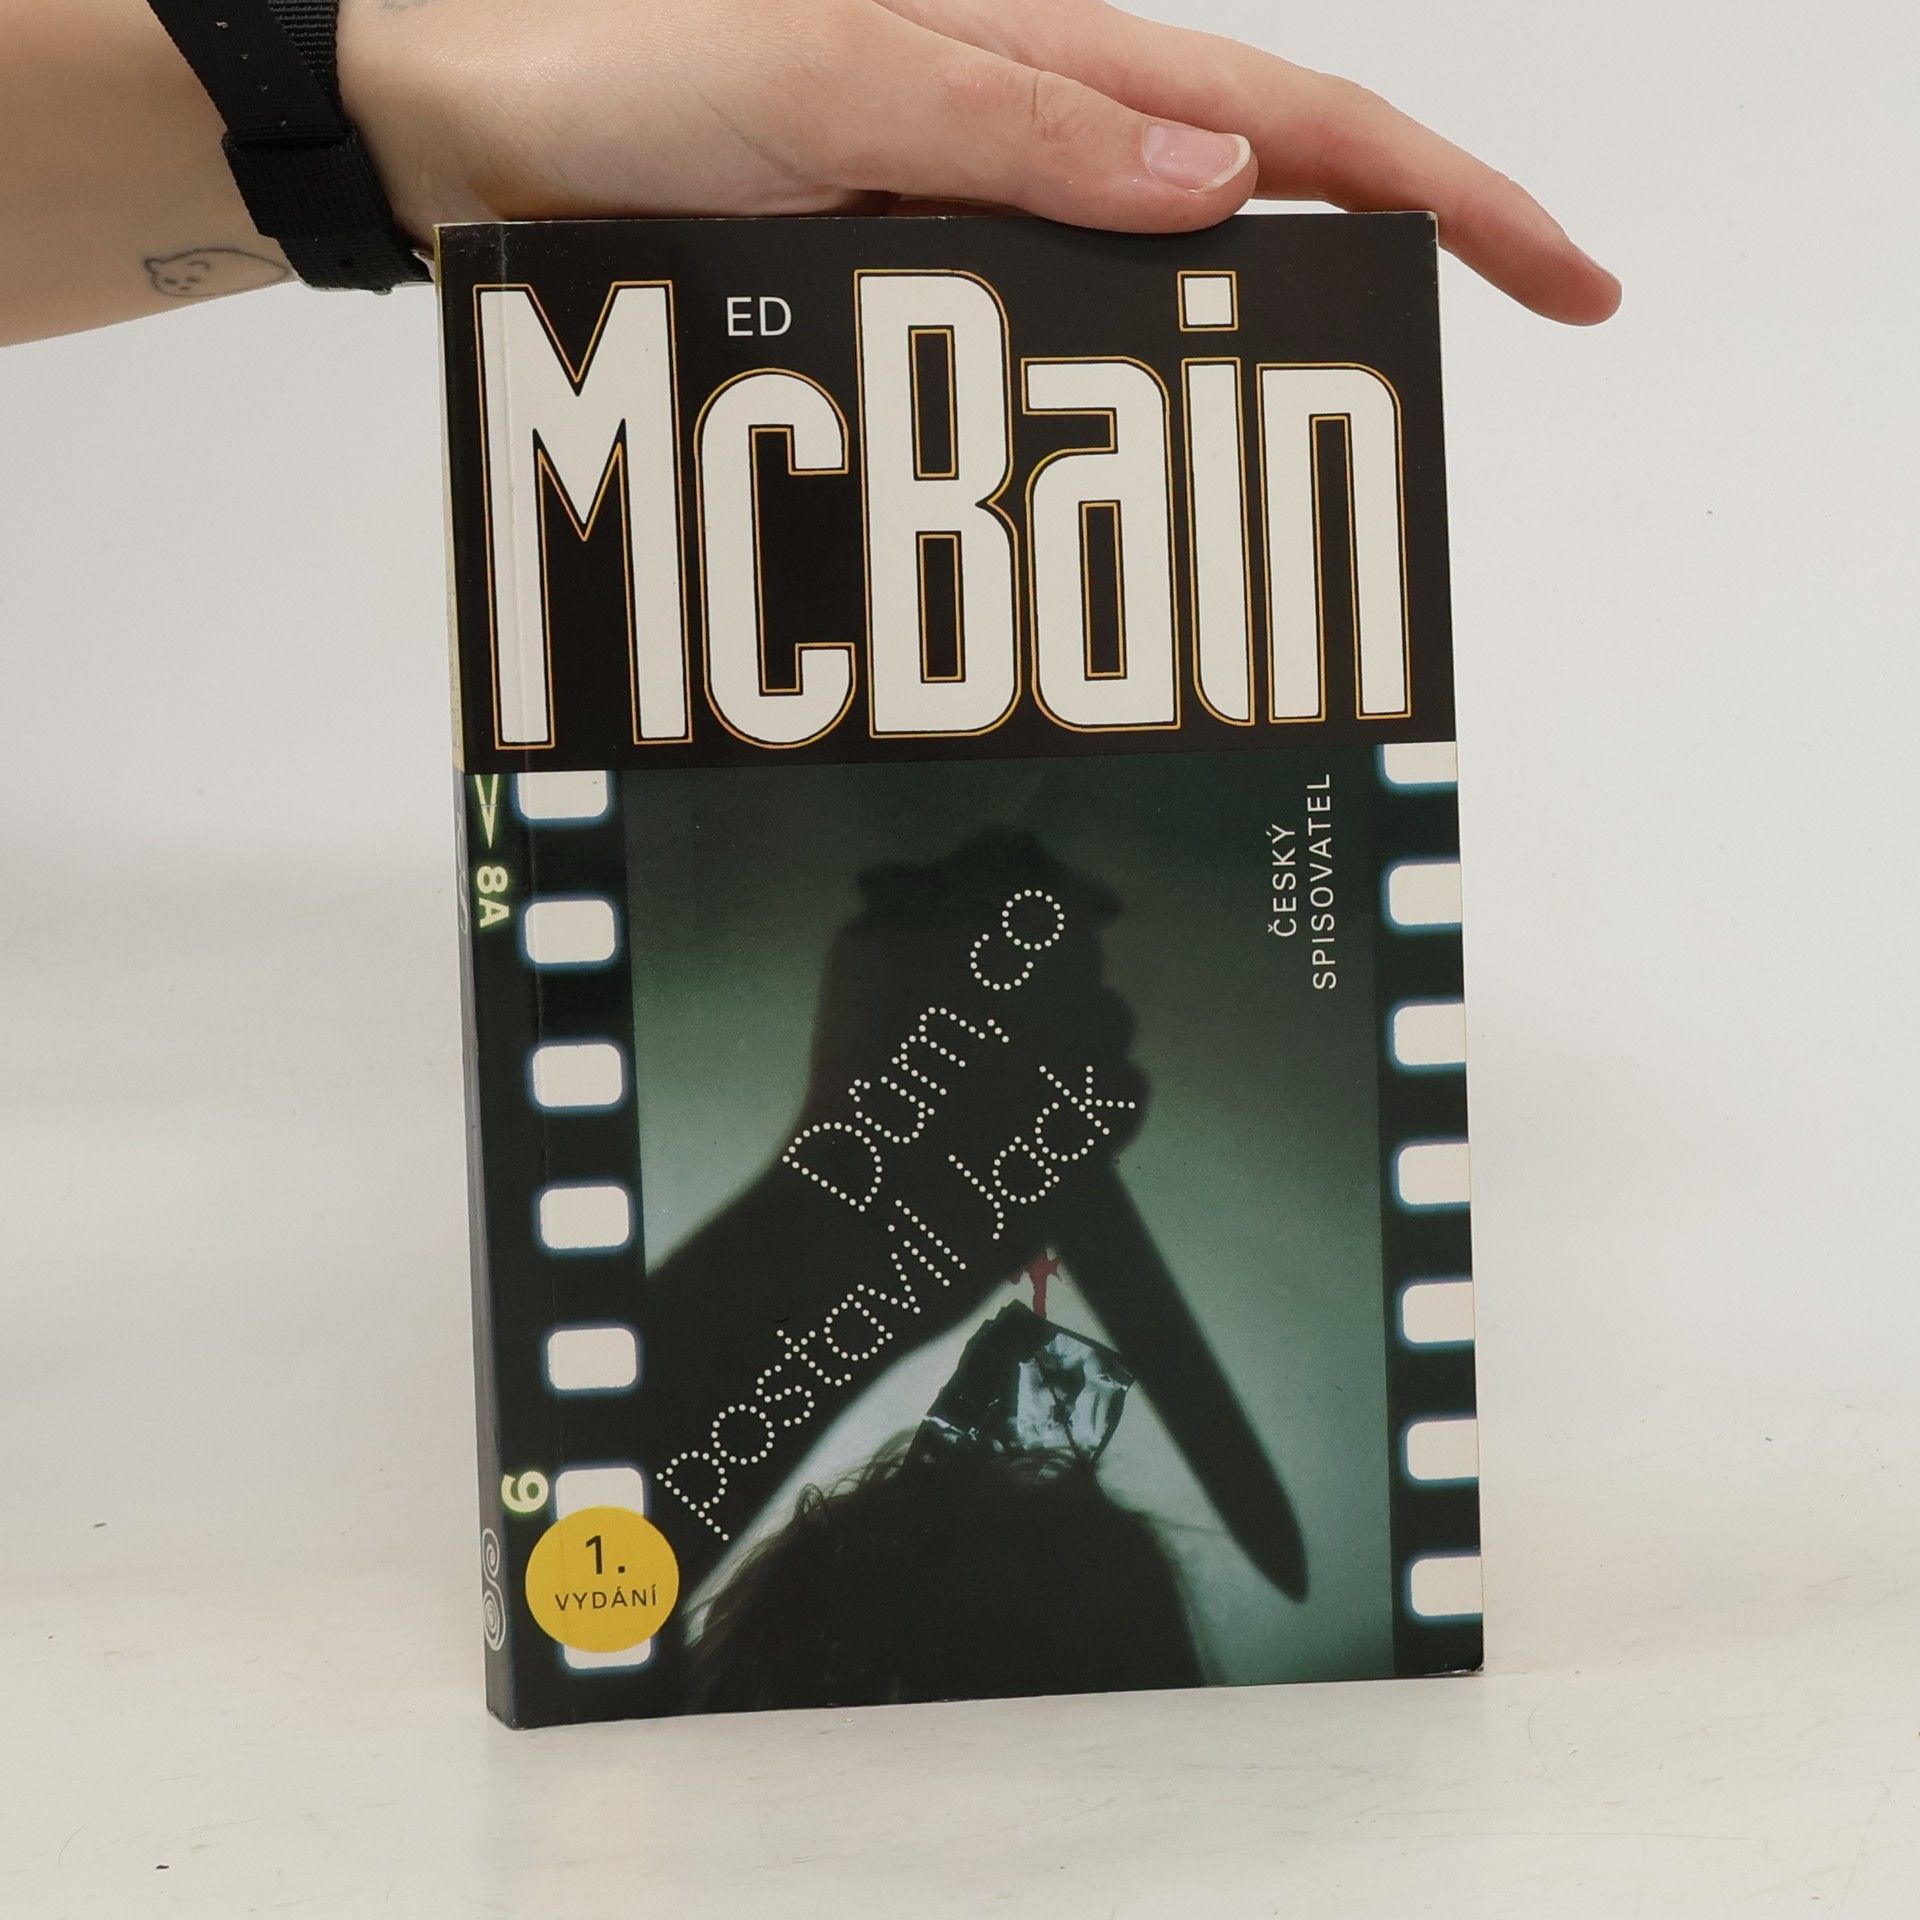 ED
McBain
ČESKÝ
SPISOVATEL
Dům, co
postavil Jack
8A
9
1.
VYDÁNÍ